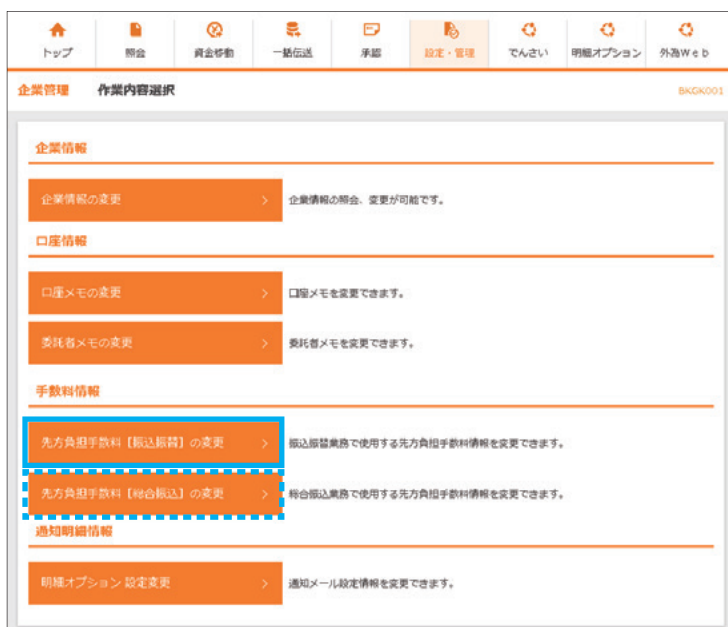 トップ 照会 資金移動 一括伝送 承認 設定・管理 でんさい 明細オプション 外為Web
企業管理 作業内容選択 BKGK001
企業情報
企業情報の変更 企業情報の照会、変更が可能です。
口座情報
口座メモの変更 口座メモを変更できます。
委託者メモの変更 委託者メモを変更できます。
手数料情報
先方負担手数料【振込振替】の変更 振込振替業務で使用する先方負担手数料情報を変更できます。
先方負担手数料【総合振込】の変更 総合振込業務で使用する先方負担手数料情報を変更できます。
通知明細情報
明細オプション 設定変更 通知メール設定情報を変更できます。